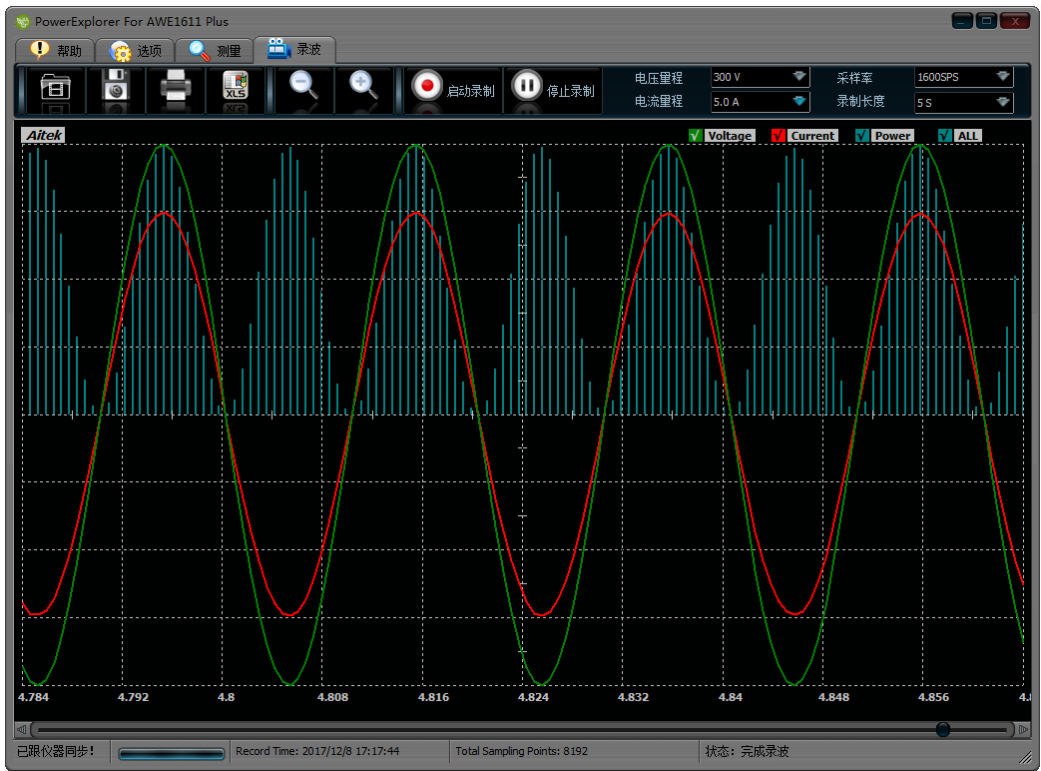 PowerExplorer For AWE1611 Plus
帮助 选项 测量 录波
XLS 启动录制 停止录制
电压量程 300 V 采样率 1600SPS
电流量程 5.0 A 录制长度 5 S
Aitek √ Voltage √ Current √ Power √ ALL
4.784 4.792 4.8 4.808 4.816 4.824 4.832 4.84 4.848 4.856 4.
已跟仪器同步! Record Time: 2017/12/8 17:17:44 Total Sampling Points: 8192 状态: 完成录波